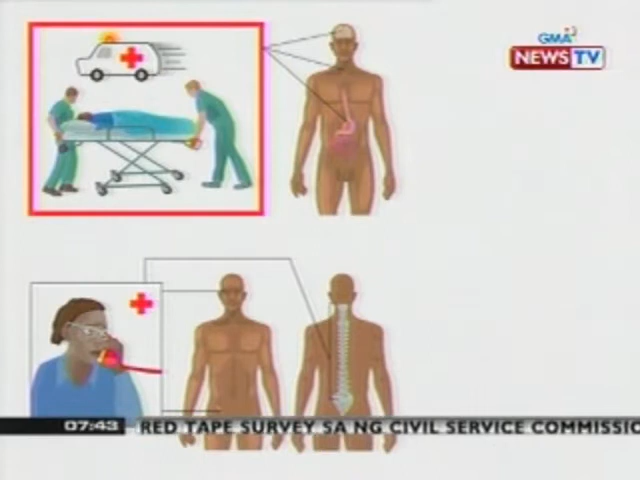 GMA
NEWS TV
07:43 RED TAPE SURVEY SA NG CIVIL SERVICE COMMISSIO